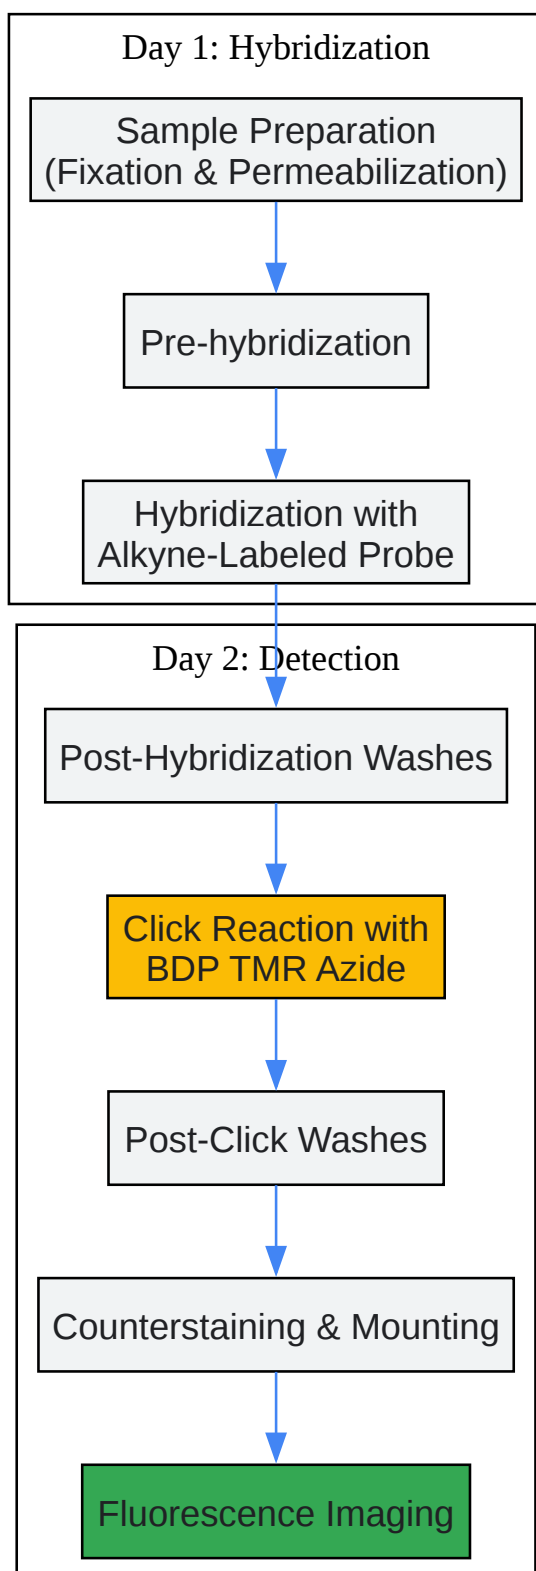 Day 1: Hybridization
Sample Preparation
(Fixation & Permeabilization)
Pre-hybridization
Hybridization with
Alkyne-Labeled Probe
Day 2: Detection
Post-Hybridization Washes
Click Reaction with
BDP TMR Azide
Post-Click Washes
Counterstaining & Mounting
Fluorescence Imaging